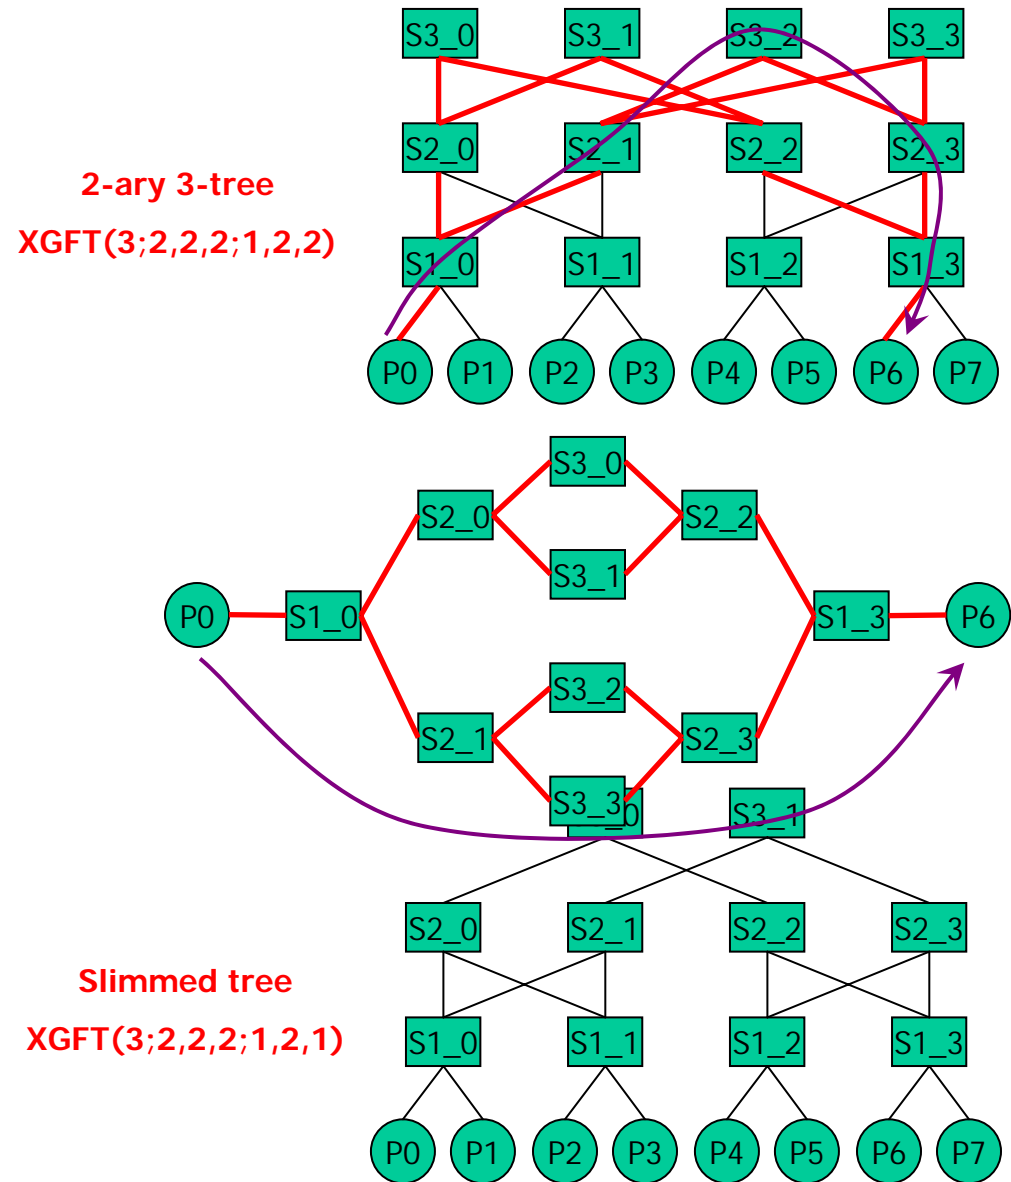 S3_0 S3_1 S3_2 S3_3
S2_0 S2_1 S2_2 S2_3
2-ary 3-tree
XGFT(3;2,2,2;1,2,2)
S1_0 S1_1 S1_2 S1_3
P0 P1 P2 P3 P4 P5 P6 P7
S3_0
S2_0 S2_2
S3_1
P0 S1_0 S1_3 P6
S3_2
S2_1 S2_3
S3_3 S3_1
S2_0 S2_1 S2_2 S2_3
Slimmed tree
XGFT(3;2,2,2;1,2,1)
S1_0 S1_1 S1_2 S1_3
P0 P1 P2 P3 P4 P5 P6 P7